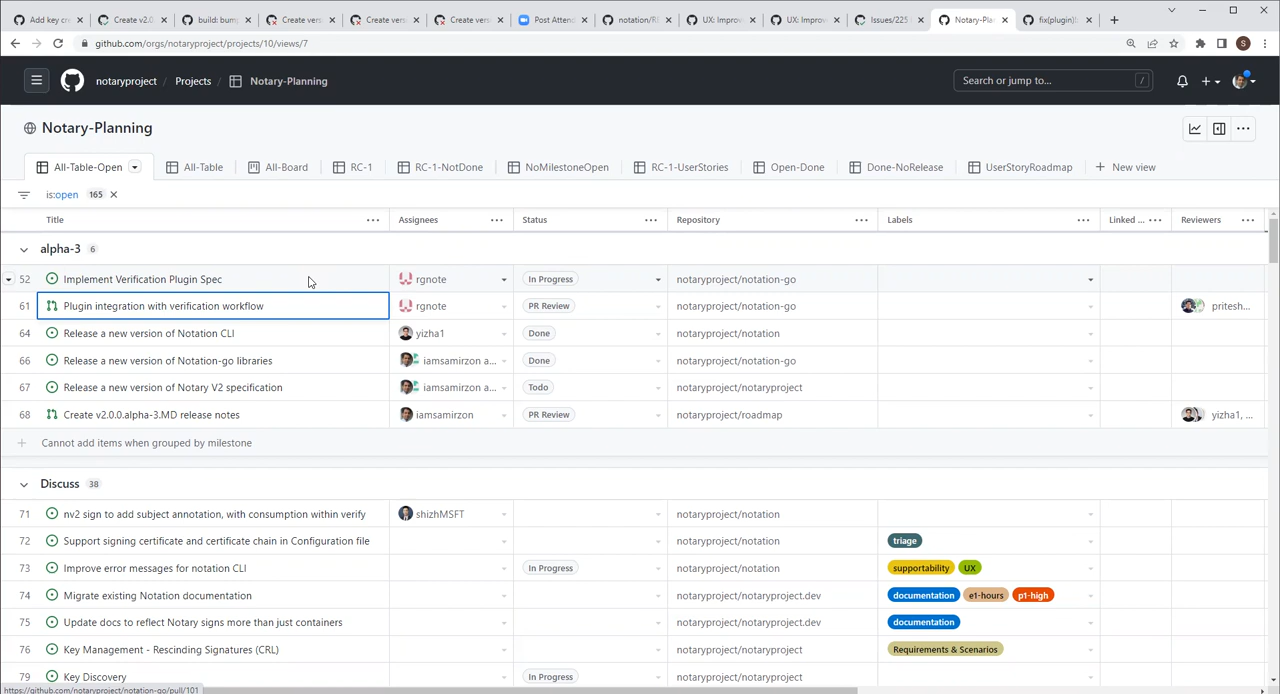 Add key cr
Create v2.0
build: bump
Create vers
Create vers
Create vers
Post Attend
notation/RE
UX: Improv
UX: Improv
Issues/225
Notary-Plan
fix(plugin):
github.com/orgs/notaryproject/projects/10/views/7
S
notaryproject / Projects / Notary-Planning
Search or jump to... /
Notary-Planning
All-Table-Open
All-Table
All-Board
RC-1
RC-1-NotDone
NoMilestoneOpen
RC-1-UserStories
Open-Done
Done-NoRelease
UserStoryRoadmap
New view
is:open 165
Title Assignees Status Repository Labels Linked ... Reviewers
alpha-3 6
52 Implement Verification Plugin Spec rgnote In Progress notaryproject/notation-go
61 Plugin integration with verification workflow rgnote PR Review notaryproject/notation-go pritesh...
64 Release a new version of Notation CLI yizha1 Done notaryproject/notation
66 Release a new version of Notation-go libraries iamsamirzon a... Done notaryproject/notation-go
67 Release a new version of Notary V2 specification iamsamirzon a... Todo notaryproject/notaryproject
68 Create v2.0.0.alpha-3.MD release notes iamsamirzon PR Review notaryproject/roadmap yizha1, ...
Cannot add items when grouped by milestone
Discuss 38
71 nv2 sign to add subject annotation, with consumption within verify shizhMSFT notaryproject/notation
72 Support signing certificate and certificate chain in Configuration file notaryproject/notation triage
73 Improve error messages for notation CLI In Progress notaryproject/notation supportability UX
74 Migrate existing Notation documentation notaryproject/notaryproject.dev documentation e1-hours p1-high
75 Update docs to reflect Notary signs more than just containers notaryproject/notaryproject.dev documentation
76 Key Management - Rescinding Signatures (CRL) notaryproject/notaryproject Requirements & Scenarios
79 Key Discovery In Progress notaryproject/notaryproject
https://github.com/notaryproject/notation-go/pull/101